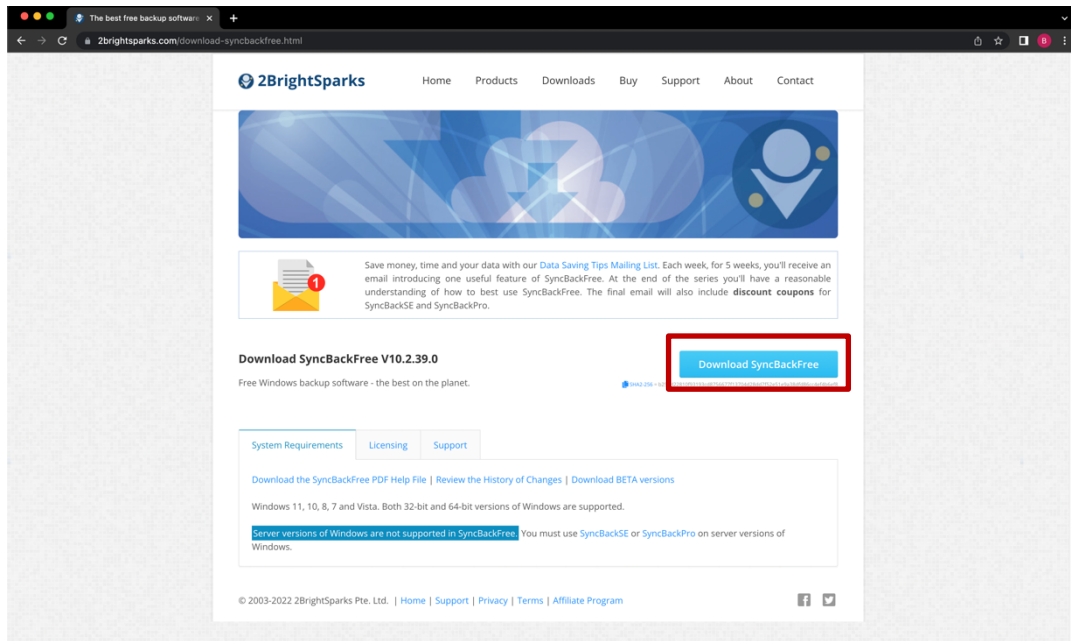 The best free backup software
2brightsparks.com/download-syncbackfree.html
B
2BrightSparks
Home Products Downloads Buy Support About Contact
1
Save money, time and your data with our Data Saving Tips Mailing List. Each week, for 5 weeks, you'll receive an
email introducing one useful feature of SyncBackFree. At the end of the series you'll have a reasonable
understanding of how to best use SyncBackFree. The final email will also include discount coupons for
SyncBackSE and SyncBackPro.
Download SyncBackFree V10.2.39.0
Download SyncBackFree
Free Windows backup software - the best on the planet.
SHA2-256
System Requirements Licensing Support
Download the SyncBackFree PDF Help File | Review the History of Changes | Download BETA versions
Windows 11, 10, 8, 7 and Vista. Both 32-bit and 64-bit versions of Windows are supported.
Server versions of Windows are not supported in SyncBackFree. You must use SyncBackSE or SyncBackPro on server versions of
Windows.
© 2003-2022 2BrightSparks Pte. Ltd. | Home | Support | Privacy | Terms | Affiliate Program